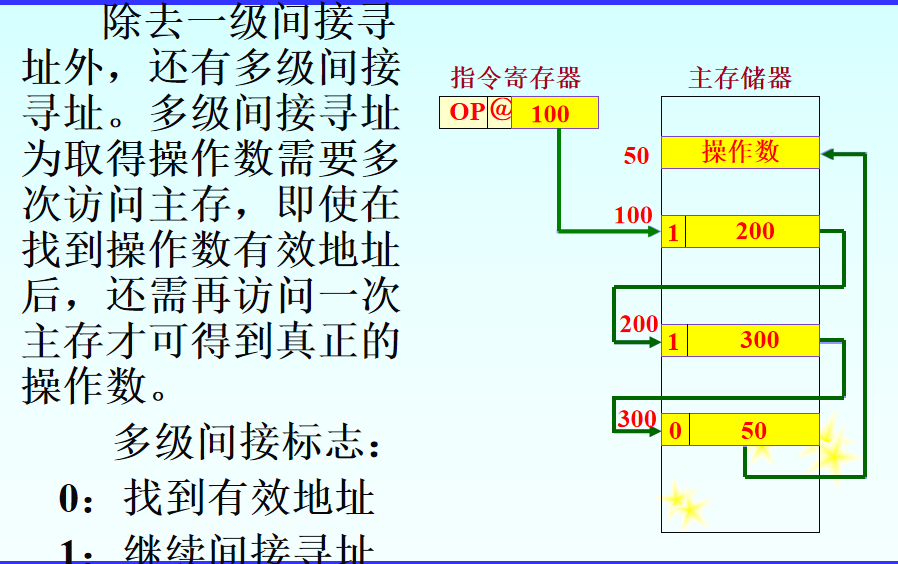 除去一级间接寻
址外，还有多级间接
寻址。多级间接寻址
为取得操作数需要多
次访问主存，即使在
找到操作数有效地址
后，还需再访问一次
主存才可得到真正的
操作数。
多级间接标志：
0：找到有效地址
1：继续间接寻址
指令寄存器
OP @ 100
主存储器
50 操作数
100 1 200
200 1 300
300 0 50